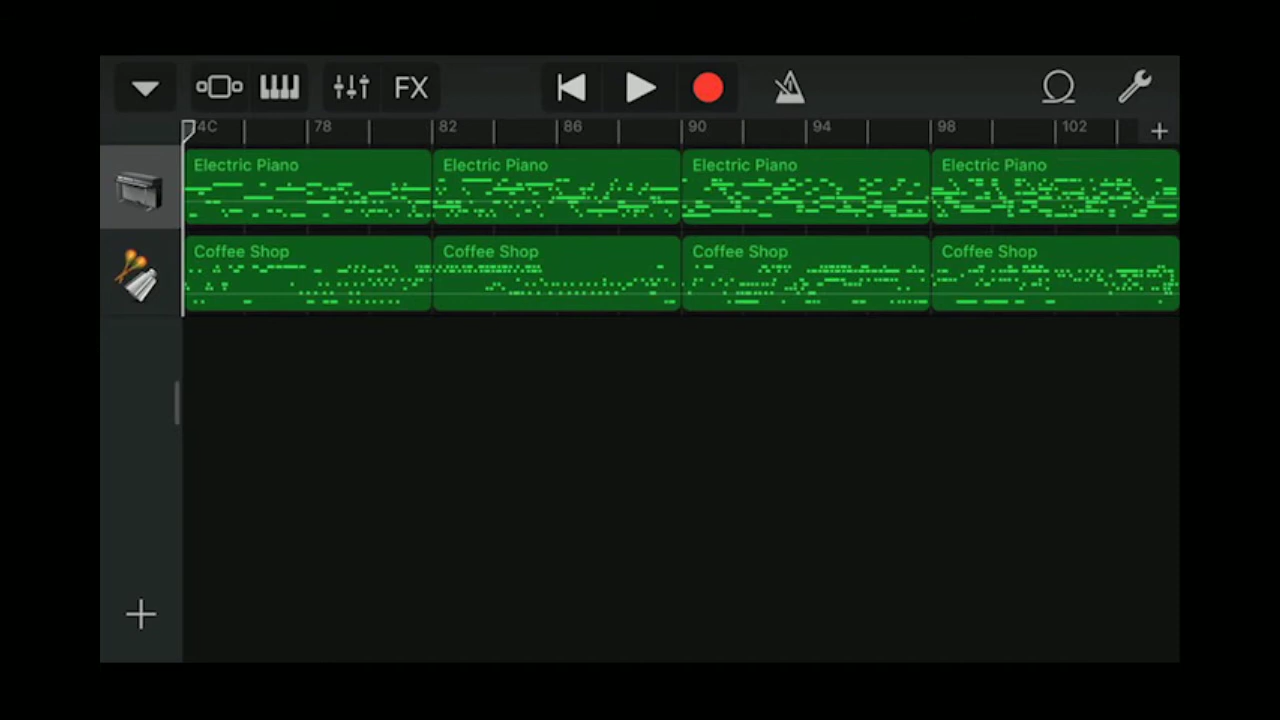 FX
4C 78 82 86 90 94 98 102
Electric Piano Electric Piano Electric Piano Electric Piano
Coffee Shop Coffee Shop Coffee Shop Coffee Shop